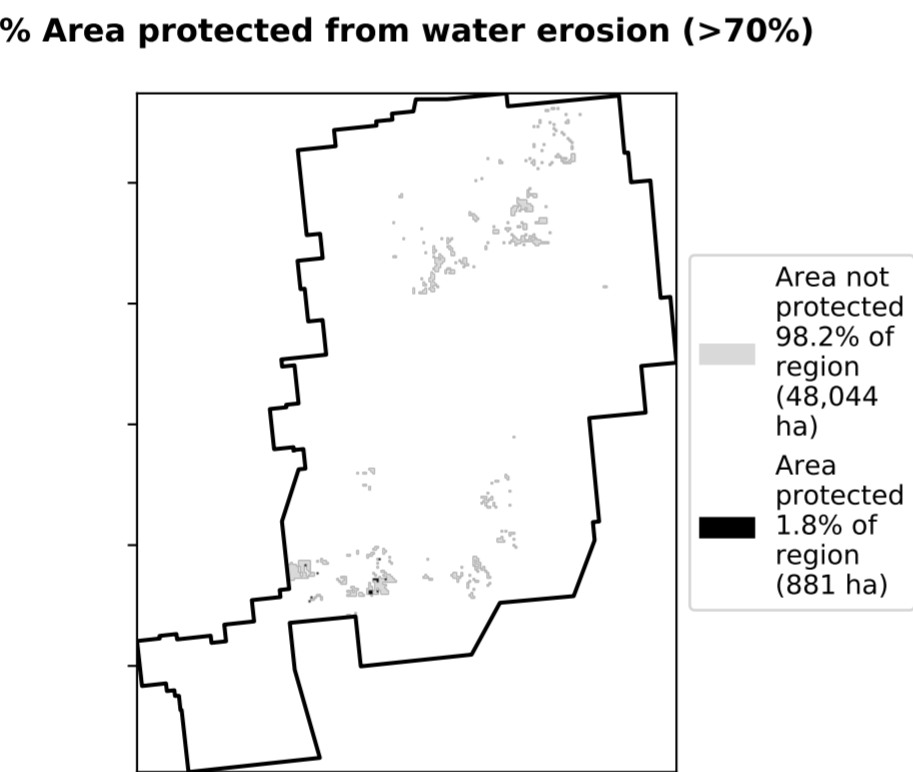 % Area protected from water erosion (>70%)
Area not
protected
98.2% of
region
(48,044
ha)
Area
protected
1.8% of
region
(881 ha)